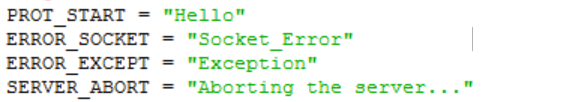 PROT_START = "Hello"
ERROR_SOCKET = "Socket_Error"
ERROR_EXCEPT = "Exception"
SERVER_ABORT = "Aborting the server..."